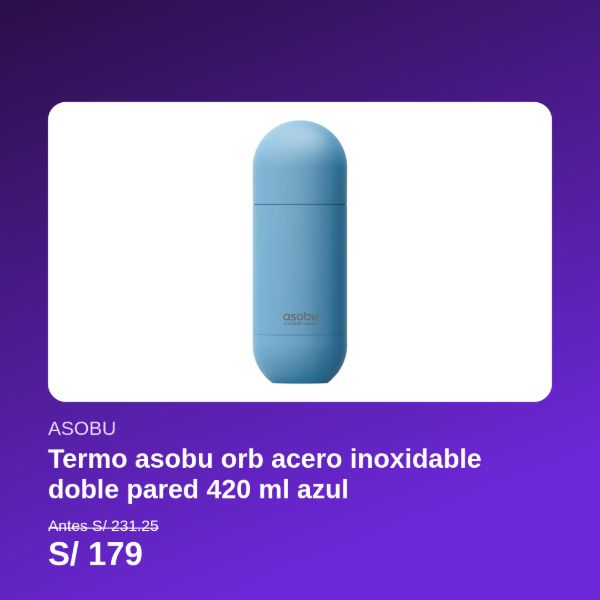 asobu
ASOBU
Termo asobu orb acero inoxidable
doble pared 420 ml azul
Antes S/ 231.25
S/ 179